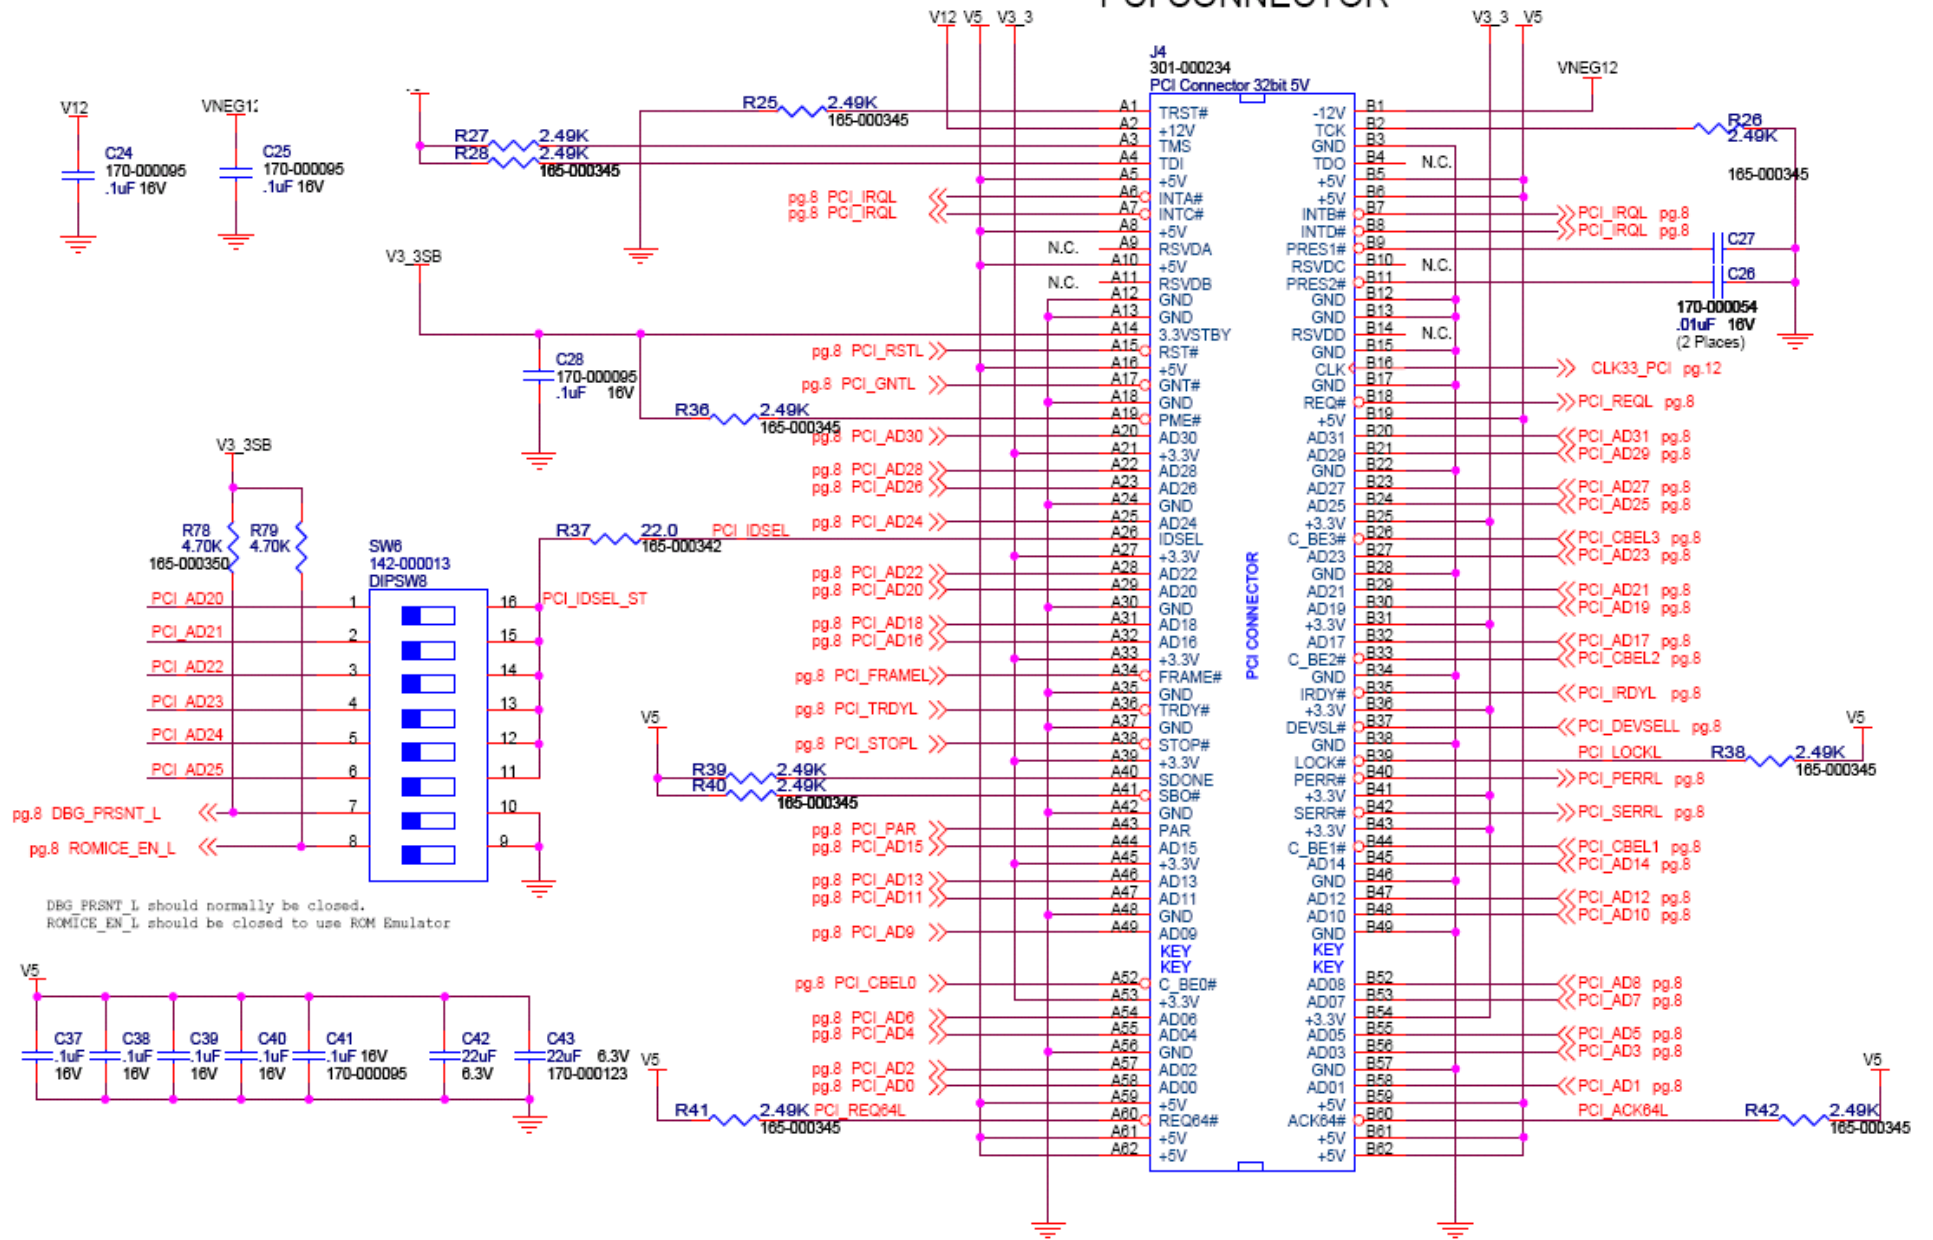 PCI CONNECTOR
V12 V5 V3_3
V3_3 V5
J4
301-000234
PCI Connector 32bit 5V
VNEG12
V12
C24
170-000095
.1uF 16V
VNEG12
C25
170-000095
.1uF 16V
R25 2.49K
165-000345
R27 2.49K
R28 2.49K
165-000345
R26
2.49K
165-000345
pg.8 PCI_IRQL
pg.8 PCI_IRQL
N.C.
N.C.
V3_3SB
C28
170-000095
.1uF 16V
pg.8 PCI_RSTL
pg.8 PCI_GNTL
R36 2.49K
165-000345
pg.8 PCI_AD30
pg.8 PCI_AD28
pg.8 PCI_AD26
pg.8 PCI_AD24
R37 22.0 PCI_IDSEL
165-000342
pg.8 PCI_AD22
pg.8 PCI_AD20
pg.8 PCI_AD18
pg.8 PCI_AD16
pg.8 PCI_FRAMEL
pg.8 PCI_TRDYL
pg.8 PCI_STOPL
V5
R39 2.49K
R40 2.49K
165-000345
pg.8 PCI_PAR
pg.8 PCI_AD15
pg.8 PCI_AD13
pg.8 PCI_AD11
pg.8 PCI_AD9
pg.8 PCI_CBEL0
pg.8 PCI_AD6
pg.8 PCI_AD4
pg.8 PCI_AD2
pg.8 PCI_AD0
V5
R41 2.49K PCI_REQ64L
165-000345
A1 TRST# -12V B1
A2 +12V TCK B2
A3 TMS GND B3
A4 TDI TDO B4 N.C.
A5 +5V +5V B5
A6 INTA# +5V B6
A7 INTC# INTB# B7
A8 +5V INTD# B8
A9 RSVDA PRES1# B9
A10 +5V RSVDC B10 N.C.
A11 RSVDB PRES2# B11
A12 GND GND B12
A13 GND GND B13
A14 3.3VSTBY RSVDD B14 N.C.
A15 RST# GND B15
A16 +5V CLK B16
A17 GNT# GND B17
A18 GND REQ# B18
A19 PME# +5V B19
A20 AD30 AD31 B20
A21 +3.3V AD29 B21
A22 AD28 GND B22
A23 AD26 AD27 B23
A24 GND AD25 B24
A25 AD24 +3.3V B25
A26 IDSEL C_BE3# B26
A27 +3.3V AD23 B27
A28 AD22 GND B28
A29 AD20 AD21 B29
A30 GND AD19 B30
A31 AD18 +3.3V B31
A32 AD16 AD17 B32
A33 +3.3V C_BE2# B33
A34 FRAME# GND B34
A35 GND IRDY# B35
A36 TRDY# +3.3V B36
A37 GND DEVSL# B37
A38 STOP# GND B38
A39 +3.3V LOCK# B39
A40 SDONE PERR# B40
A41 SBO# +3.3V B41
A42 GND SERR# B42
A43 PAR +3.3V B43
A44 AD15 C_BE1# B44
A45 +3.3V AD14 B45
A46 AD13 GND B46
A47 AD11 AD12 B47
A48 GND AD10 B48
A49 AD09 GND B49
KEY KEY
KEY KEY
A52 C_BE0# AD08 B52
A53 +3.3V AD07 B53
A54 AD06 +3.3V B54
A55 AD04 AD05 B55
A56 GND AD03 B56
A57 AD02 GND B57
A58 AD00 AD01 B58
A59 +5V +5V B59
A60 REQ64# ACK64# B60
A61 +5V +5V B61
A62 +5V +5V B62
PCI CONNECTOR
PCI_IRQL pg.8
PCI_IRQL pg.8
C27
C26
170-000054
.01uF 16V
(2 Places)
CLK33_PCI pg.12
PCI_REQL pg.8
PCI_AD31 pg.8
PCI_AD29 pg.8
PCI_AD27 pg.8
PCI_AD25 pg.8
PCI_CBEL3 pg.8
PCI_AD23 pg.8
PCI_AD21 pg.8
PCI_AD19 pg.8
PCI_AD17 pg.8
PCI_CBEL2 pg.8
PCI_IRDYL pg.8
PCI_DEVSELL pg.8
V5
PCI_LOCKL R38 2.49K
165-000345
PCI_PERRL pg.8
PCI_SERRL pg.8
PCI_CBEL1 pg.8
PCI_AD14 pg.8
PCI_AD12 pg.8
PCI_AD10 pg.8
PCI_AD8 pg.8
PCI_AD7 pg.8
PCI_AD5 pg.8
PCI_AD3 pg.8
PCI_AD1 pg.8
V5
PCI_ACK64L R42 2.49K
165-000345
V3_3SB
R78 R79
4.70K 4.70K
165-000350
SW6
142-000013
DIPSW8
PCI_AD20 1 16 PCI_IDSEL_ST
PCI_AD21 2 15
PCI_AD22 3 14
PCI_AD23 4 13
PCI_AD24 5 12
PCI_AD25 6 11
pg.8 DBG_PRSNT_L 7 10
pg.8 ROMICE_EN_L 8 9
DBG_PRSNT_L should normally be closed.
ROMICE_EN_L should be closed to use ROM Emulator
V5
C37 C38 C39 C40 C41 C42 C43
.1uF .1uF .1uF .1uF .1uF 16V 22uF 22uF 6.3V
16V 16V 16V 16V 170-000095 6.3V 170-000123